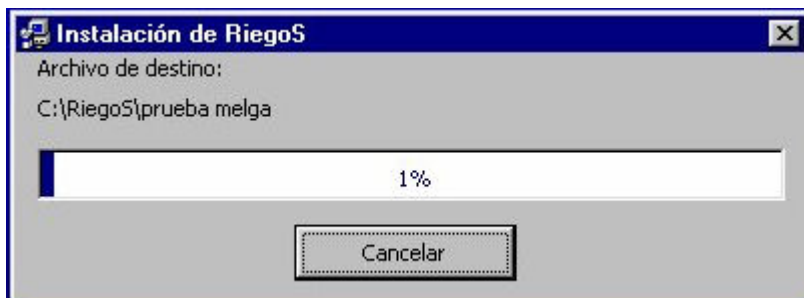 Instalación de RiegoS
Archivo de destino:
C:\RiegoS\prueba melga
1%
Cancelar